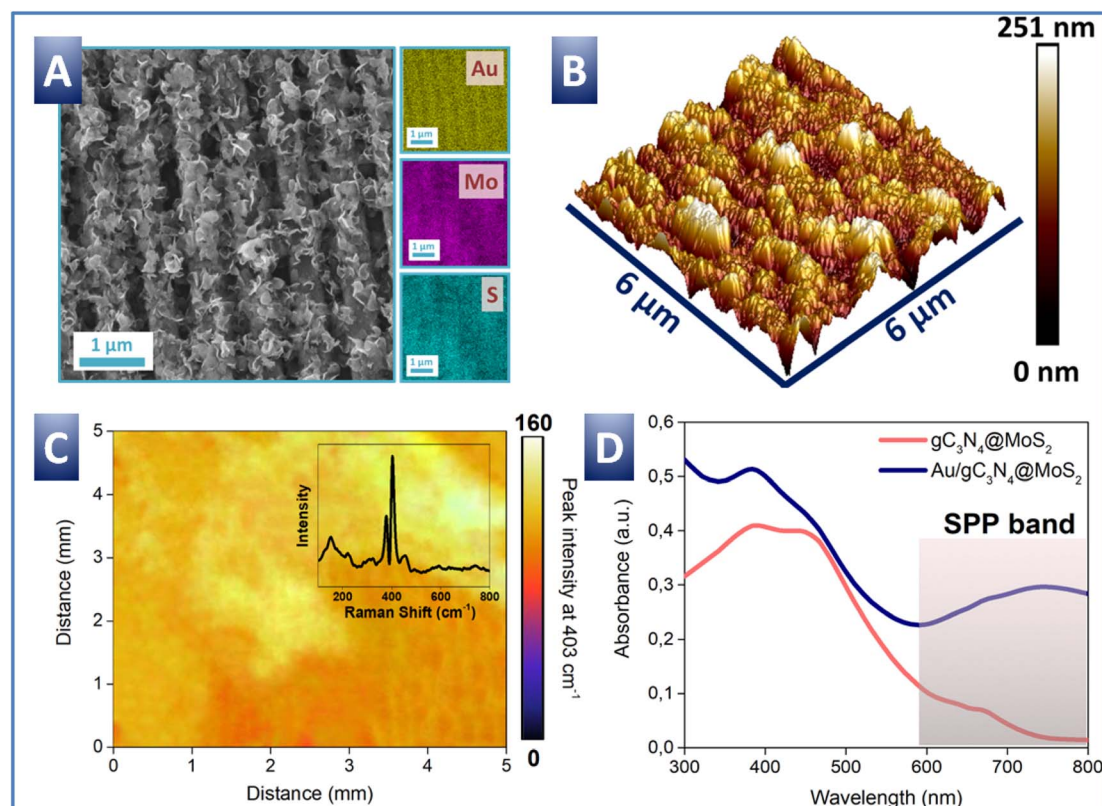 A
Au
1 µm
Mo
1 µm
S
1 µm
1 µm
B
251 nm
0 nm
6 µm
6 µm
C
160
0
Peak intensity at 403 cm⁻¹
Distance (mm)
5
4
3
2
1
0
0 1 2 3 4 5
Distance (mm)
Intensity
200 400 600 800
Raman Shift (cm⁻¹)
D
gC₃N₄@MoS₂
Au/gC₃N₄@MoS₂
SPP band
Absorbance (a.u.)
0,6
0,5
0,4
0,3
0,2
0,1
0,0
300 400 500 600 700 800
Wavelength (nm)